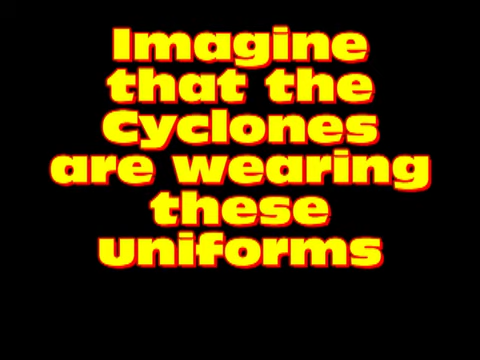 Imagine
that the
Cyclones
are wearing
these
uniforms